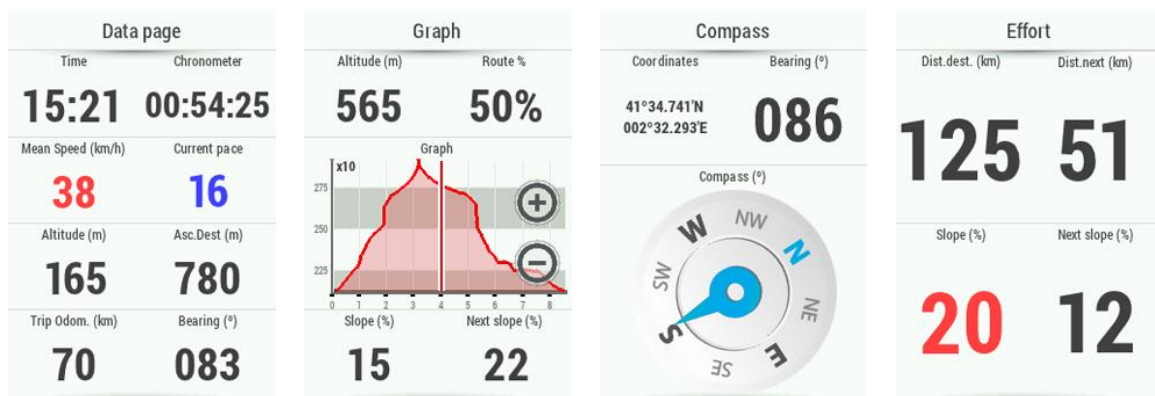 Data page
Time Chronometer
15:21 00:54:25
Mean Speed (km/h) Current pace
38 16
Altitude (m) Asc.Dest (m)
165 780
Trip Odom. (km) Bearing (º)
70 083
Graph
Altitude (m) Route %
565 50%
Graph
x10
275
250
225
0 1 2 3 4 5 6 7 8
Slope (%) Next slope (%)
15 22
Compass
Coordinates Bearing (º)
41°34.741'N
002°32.293'E
086
Compass (º)
NW
W N
SW NE
S E
SE
Effort
Dist.dest. (km) Dist.next (km)
125 51
Slope (%) Next slope (%)
20 12